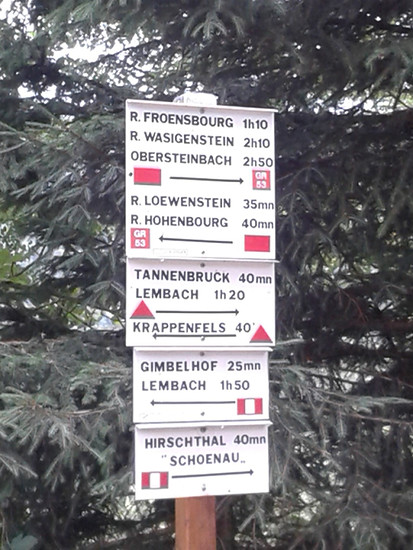 R. FROENSBOURG 1h10
R. WASIGENSTEIN 2h10
OBERSTEINBACH 2h50
GR
53
R. LOEWENSTEIN 35mn
R. HOHENBOURG 40mn
GR
53
TANNENBRUCK 40mn
LEMBACH 1h20
KRAPPENFELS 40'
GIMBELHOF 25mn
LEMBACH 1h50
HIRSCHTHAL 40mn
"SCHOENAU"